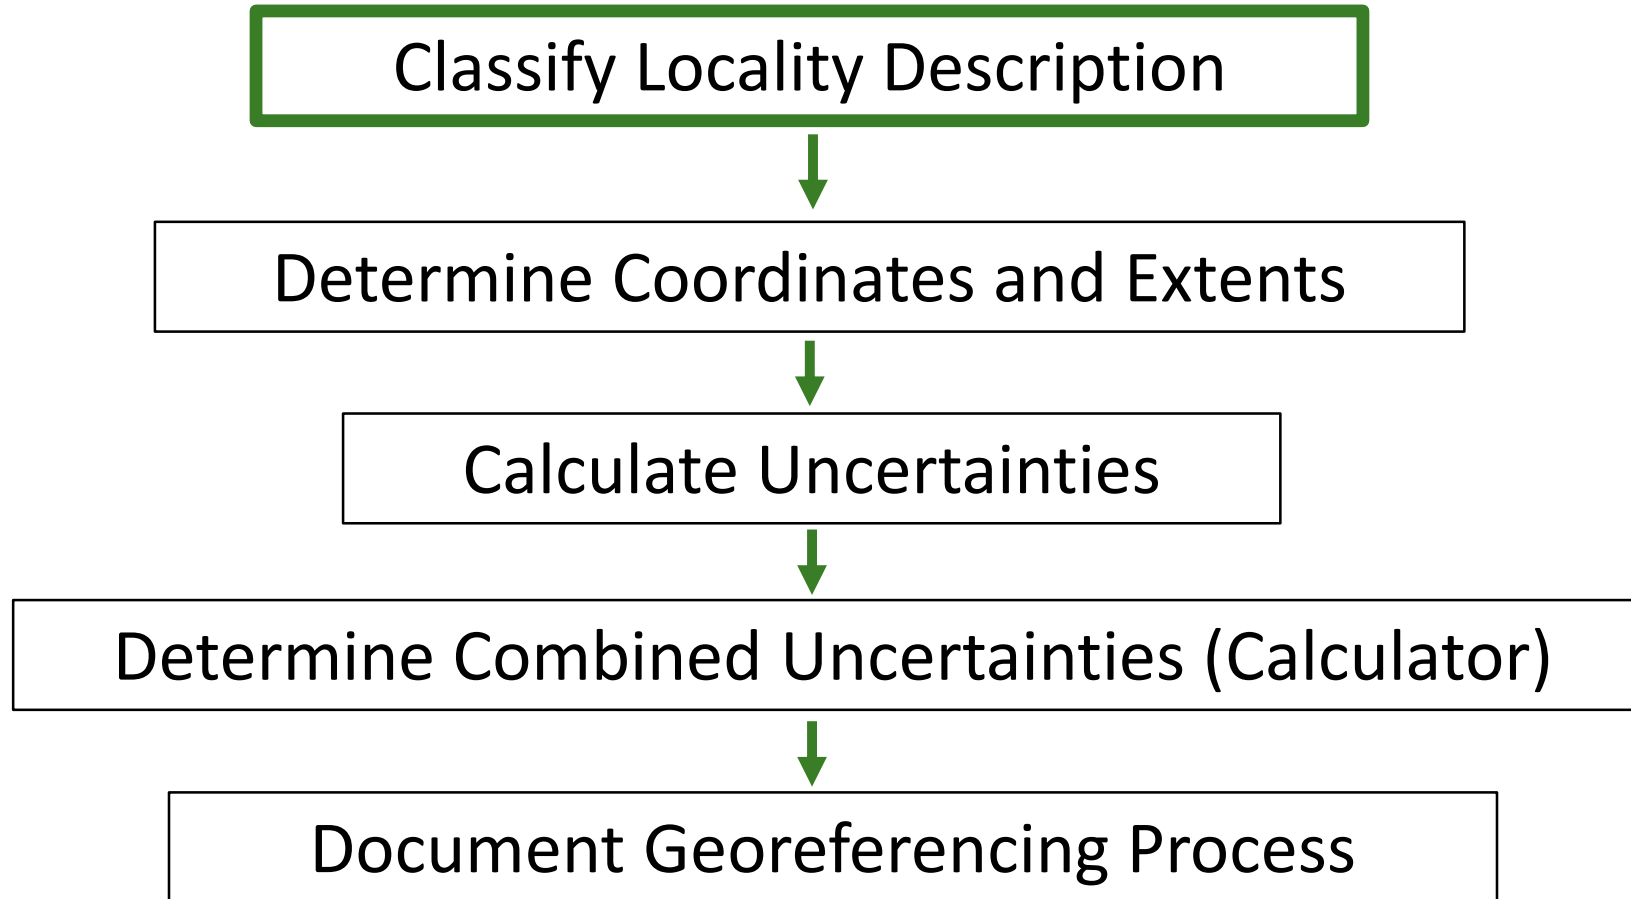 Classify Locality Description
Determine Coordinates and Extents
Calculate Uncertainties
Determine Combined Uncertainties (Calculator)
Document Georeferencing Process